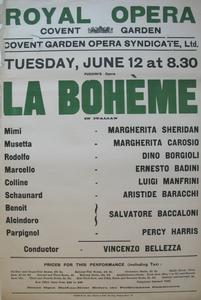 ROYAL OPERA
COVENT GARDEN
COVENT GARDEN OPERA SYNDICATE, Ltd.
TUESDAY, JUNE 12 at 8.30
PUCCINI'S Opera
LA BOHÈME
IN ITALIAN
Mimi MARGHERITA SHERIDAN
Musetta MARGHERITA CAROSIO
Rodolfo DINO BORGIOLI
Marcello ERNESTO BADINI
Colline LUIGI MANFRINI
Schaunard ARISTIDE BARACCHI
Benoit
Alcindoro } SALVATORE BACCALONI
Parpignol PERCY HARRIS
Conductor VINCENZO BELLEZZA
PRICES FOR THIS PERFORMANCE (including Tax)